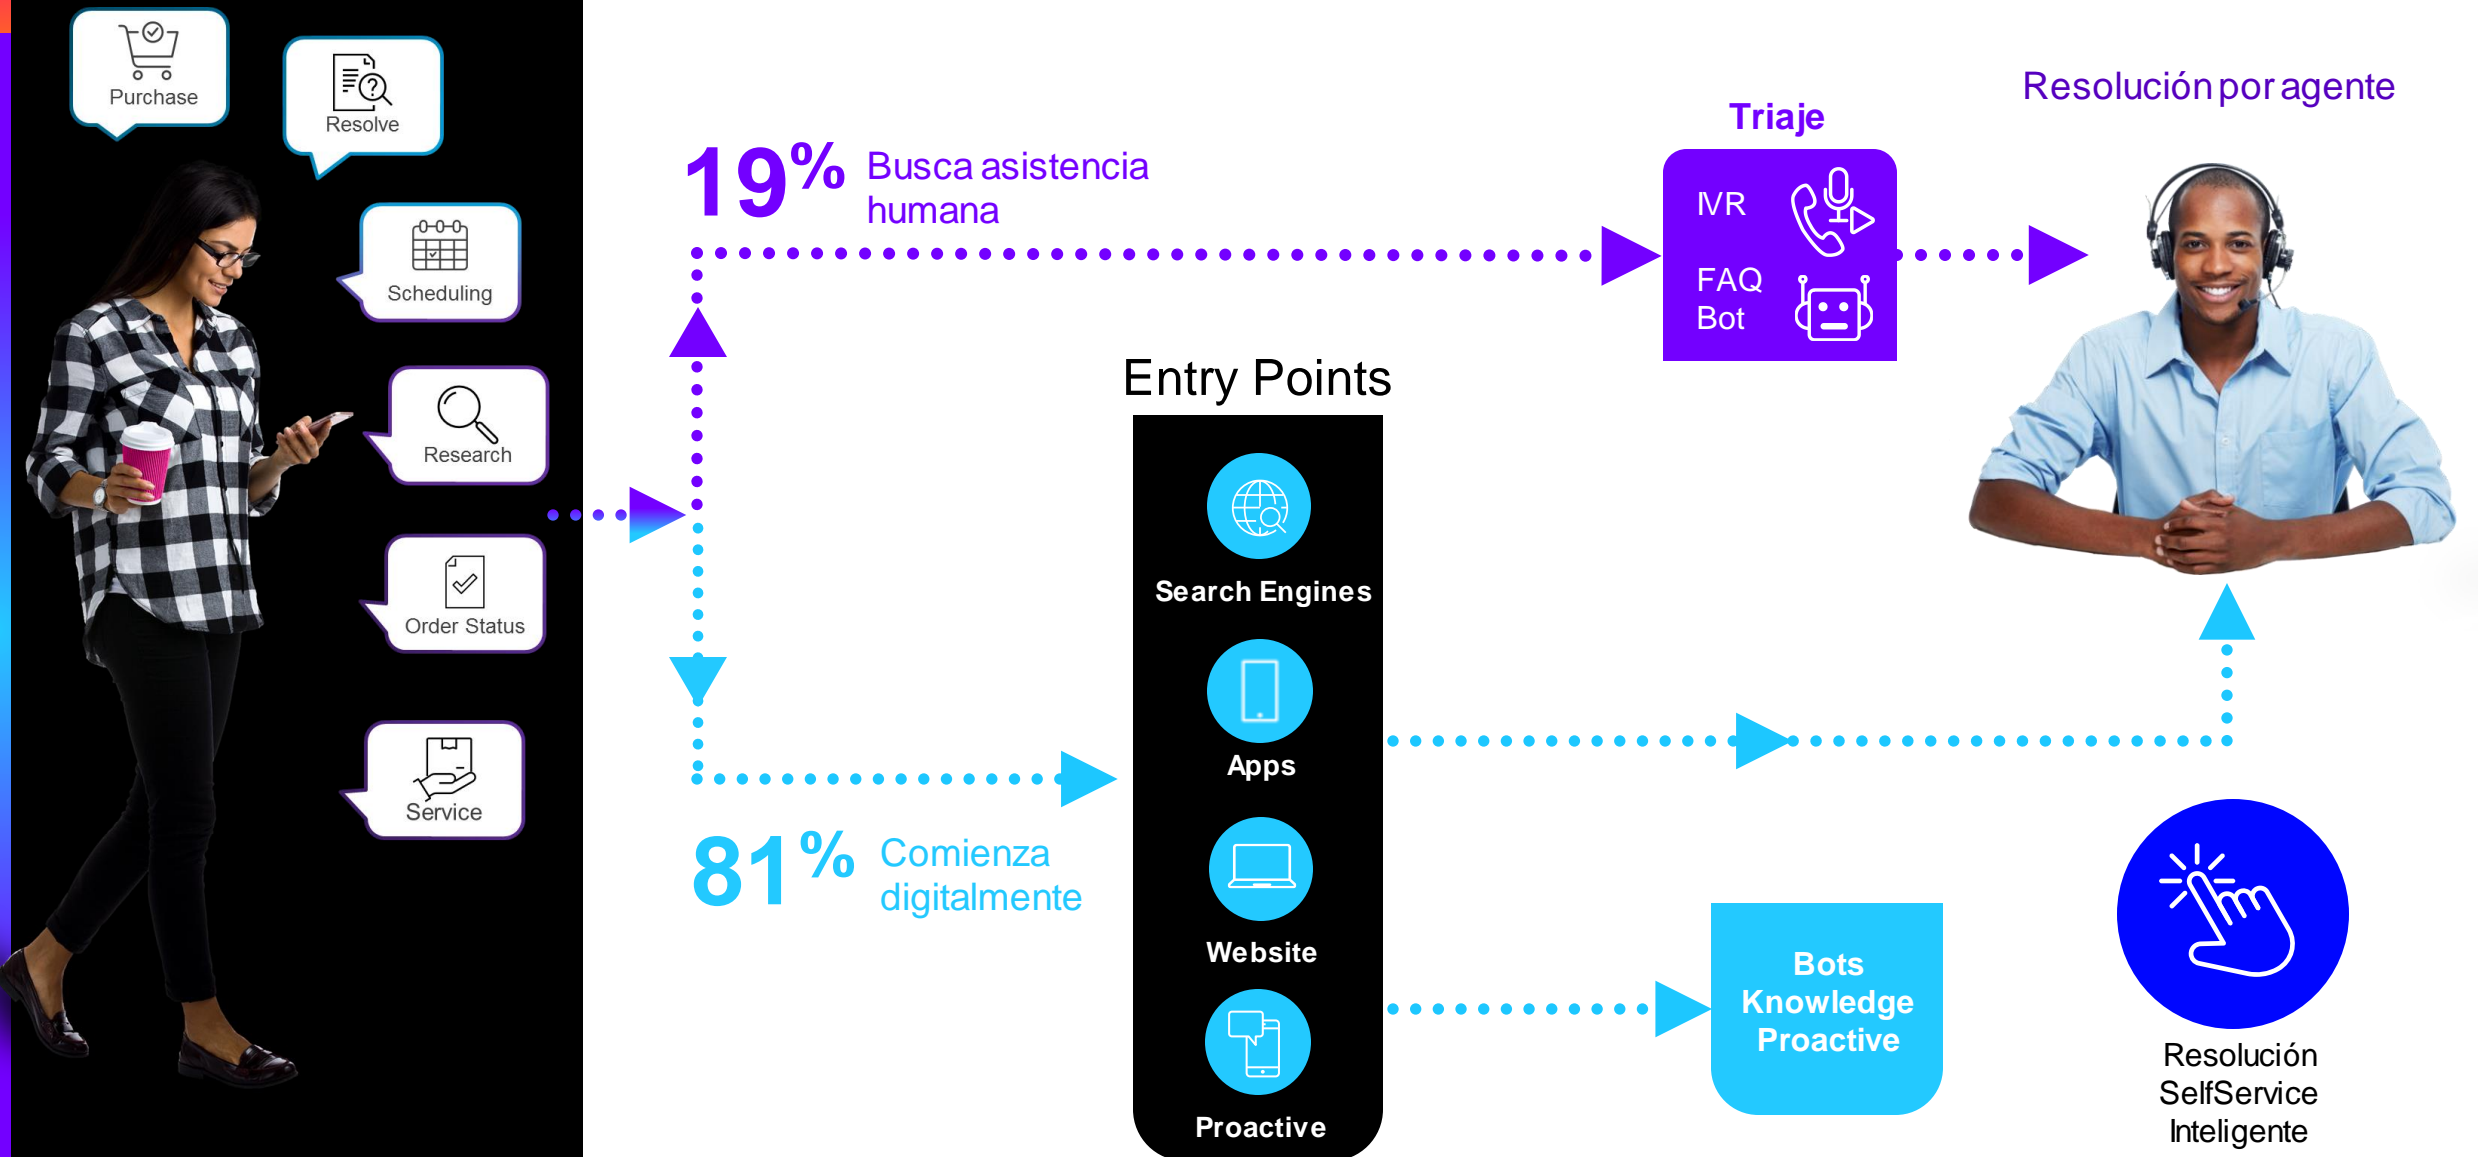 Purchase
Resolve
Scheduling
Research
Order Status
Service
19%
Busca asistencia
humana
81%
Comienza
digitalmente
Entry Points
Search Engines
Apps
Website
Proactive
Triaje
IVR
FAQ
Bot
Resolución por agente
Bots
Knowledge
Proactive
Resolución
SelfService
Inteligente